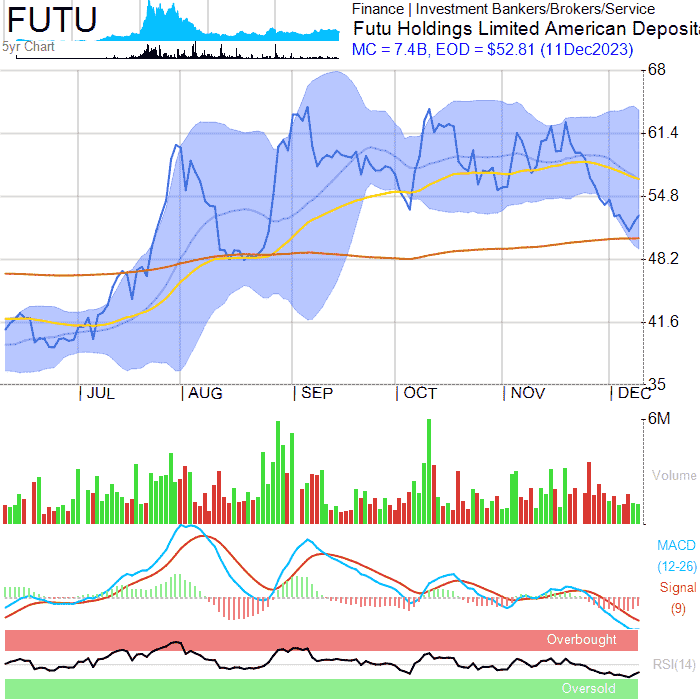 FUTU
5yr Chart
Finance | Investment Bankers/Brokers/Service
Futu Holdings Limited American Deposit
MC = 7.4B, EOD = $52.81 (11Dec2023)
68
61.4
54.8
48.2
41.6
35
JUL
AUG
SEP
OCT
NOV
DEC
6M
Volume
MACD
(12-26)
Signal
(9)
Overbought
RSI(14)
Oversold